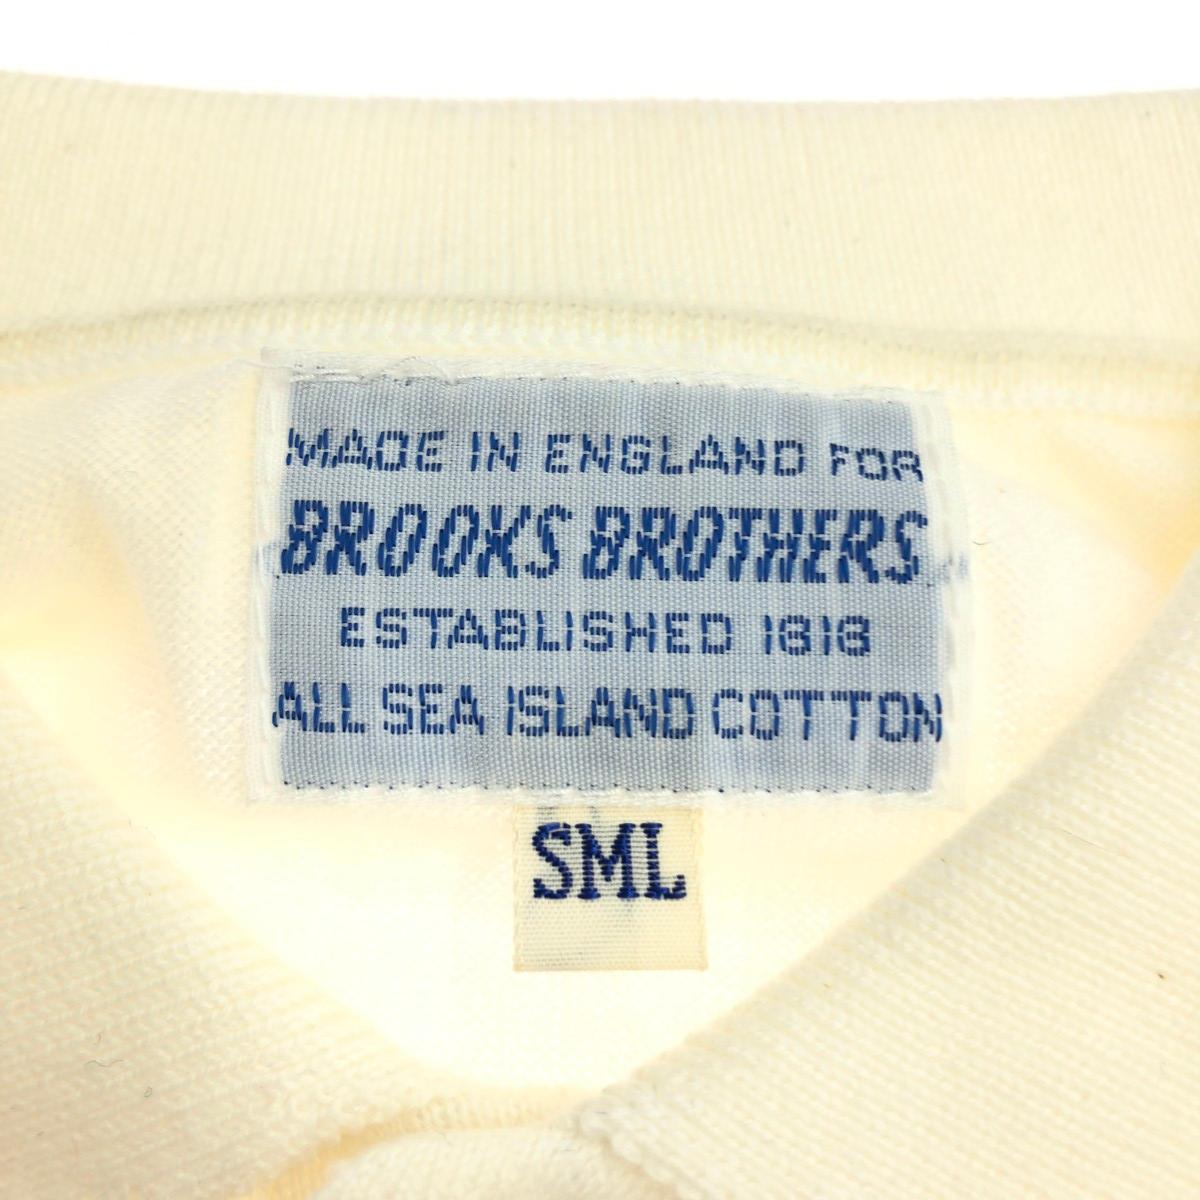 MADE IN ENGLAND FOR
BROOKS BROTHERS
ESTABLISHED 1818
ALL SEA ISLAND COTTON
SML